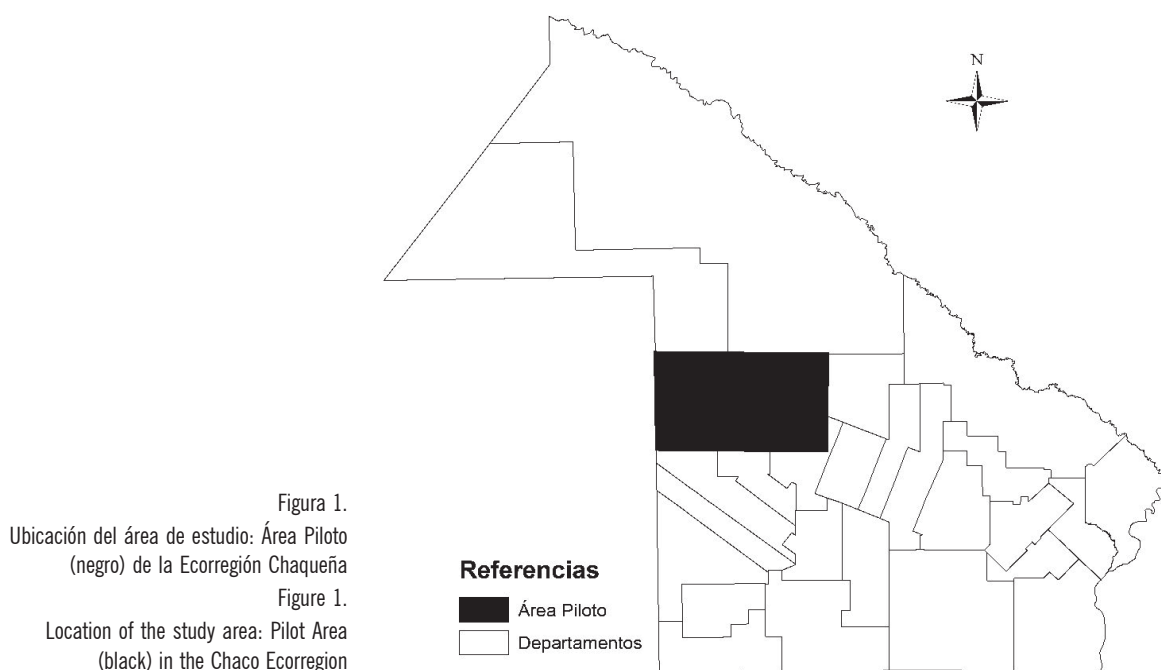 N
Figura 1.
Ubicación del área de estudio: Área Piloto
(negro) de la Ecorregión Chaqueña
Figure 1.
Location of the study area: Pilot Area
(black) in the Chaco Ecorregion
Referencias
Área Piloto
Departamentos